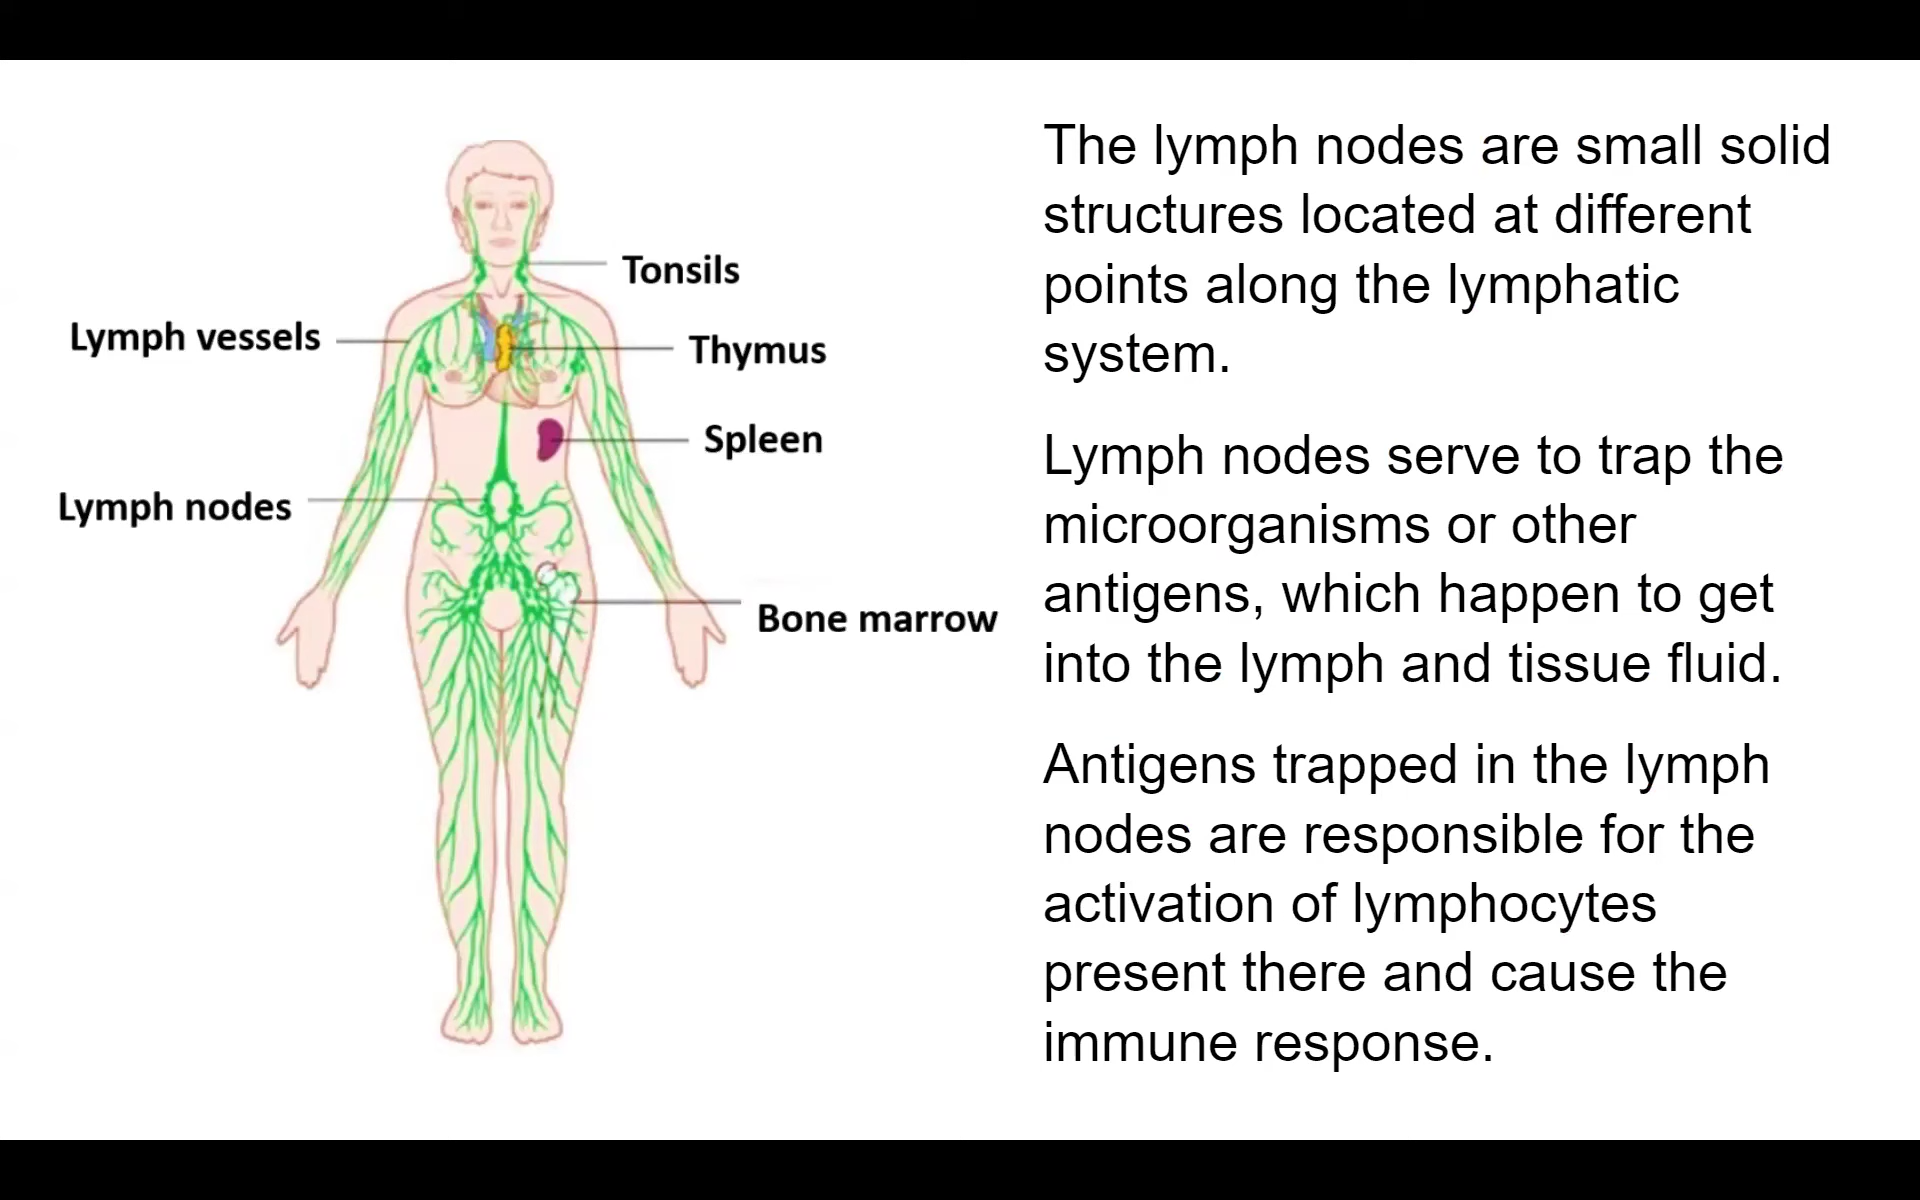 Tonsils
Lymph vessels
Thymus
Spleen
Lymph nodes
Bone marrow
The lymph nodes are small solid
structures located at different
points along the lymphatic
system.
Lymph nodes serve to trap the
microorganisms or other
antigens, which happen to get
into the lymph and tissue fluid.
Antigens trapped in the lymph
nodes are responsible for the
activation of lymphocytes
present there and cause the
immune response.